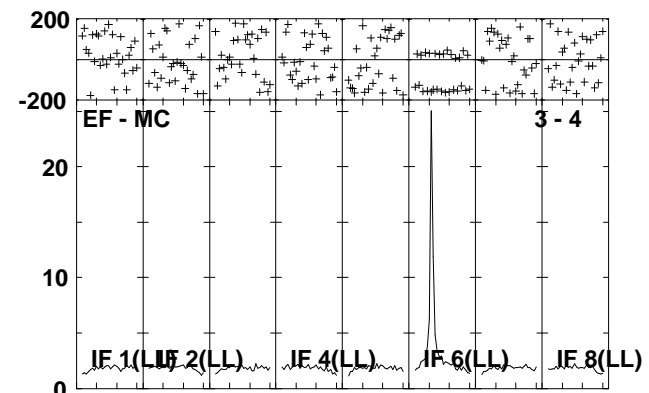 200
-200
EF - MC 3 - 4
20
10
IF 1(LL) IF 2(LL) IF 4(LL) IF 6(LL) IF 8(LL)
0